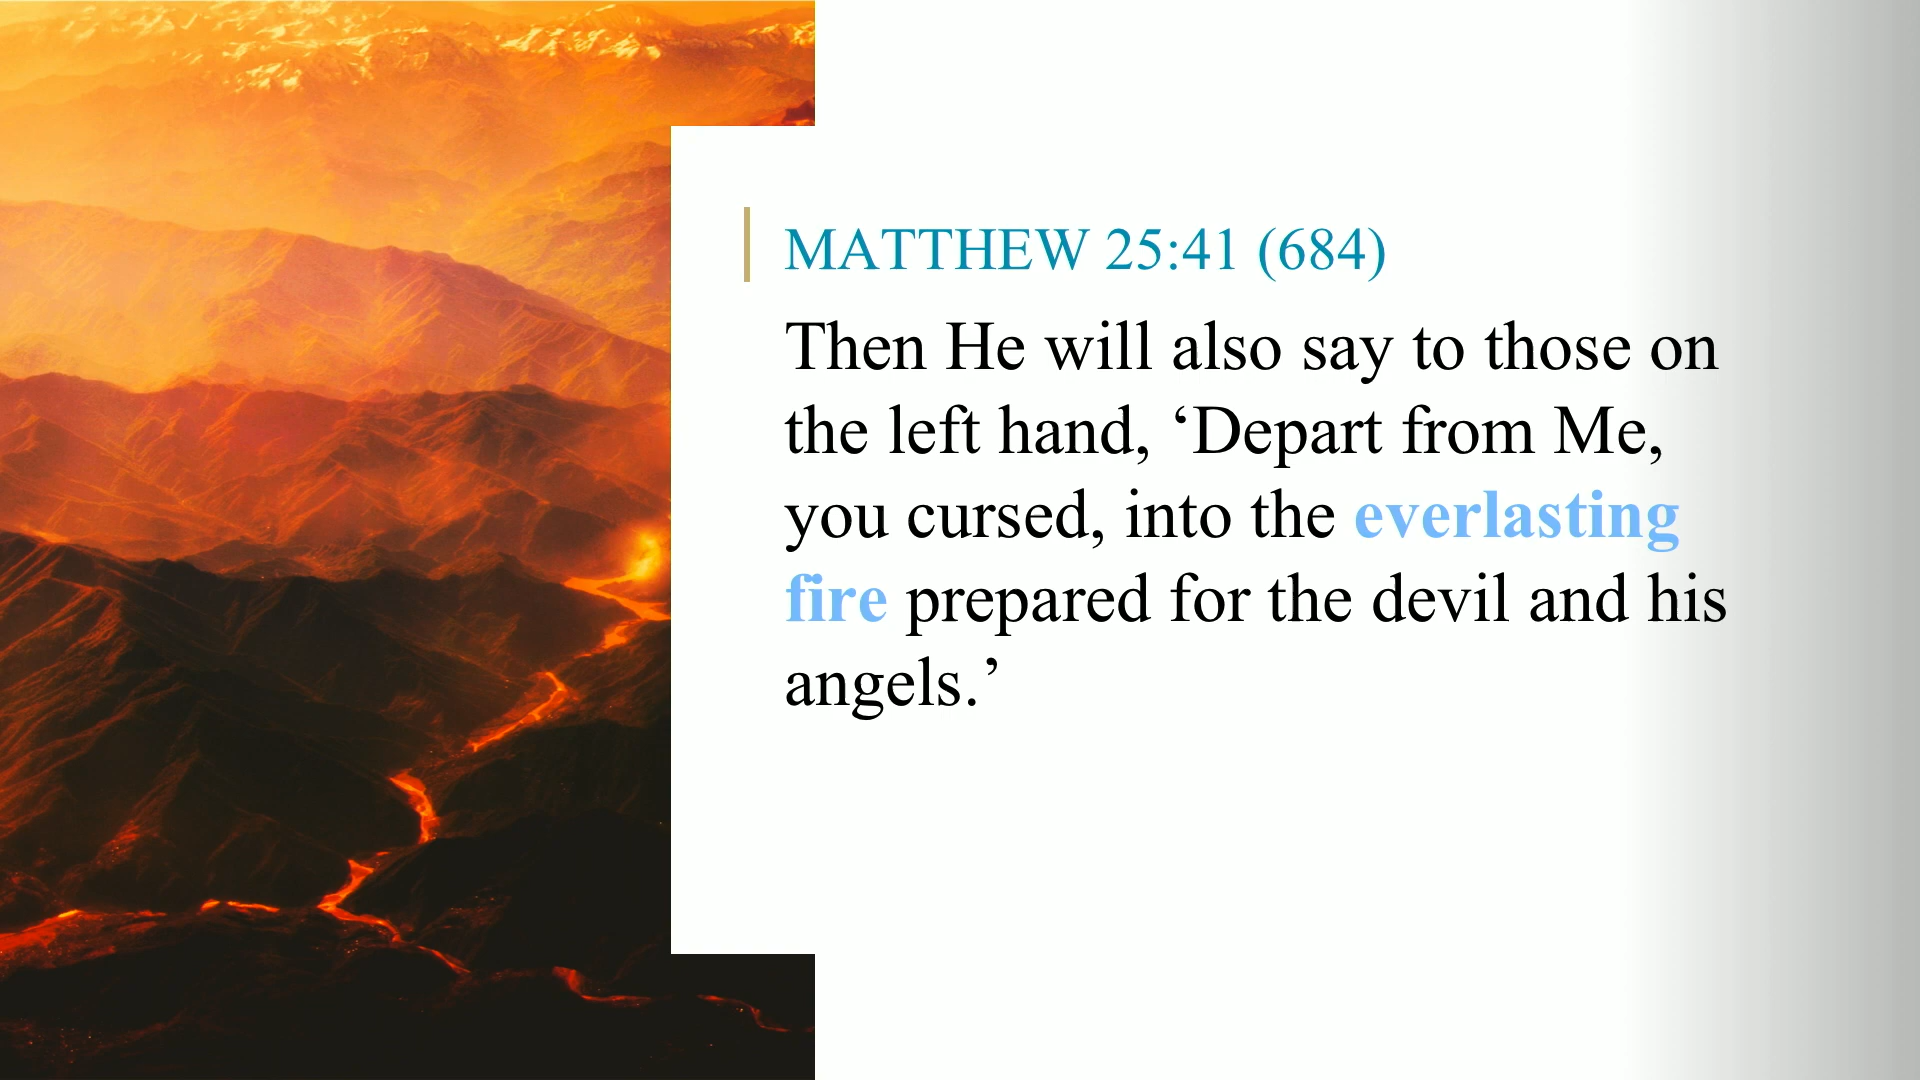 MATTHEW 25:41 (684)
Then He will also say to those on
the left hand, ‘Depart from Me,
you cursed, into the everlasting
fire prepared for the devil and his
angels.’